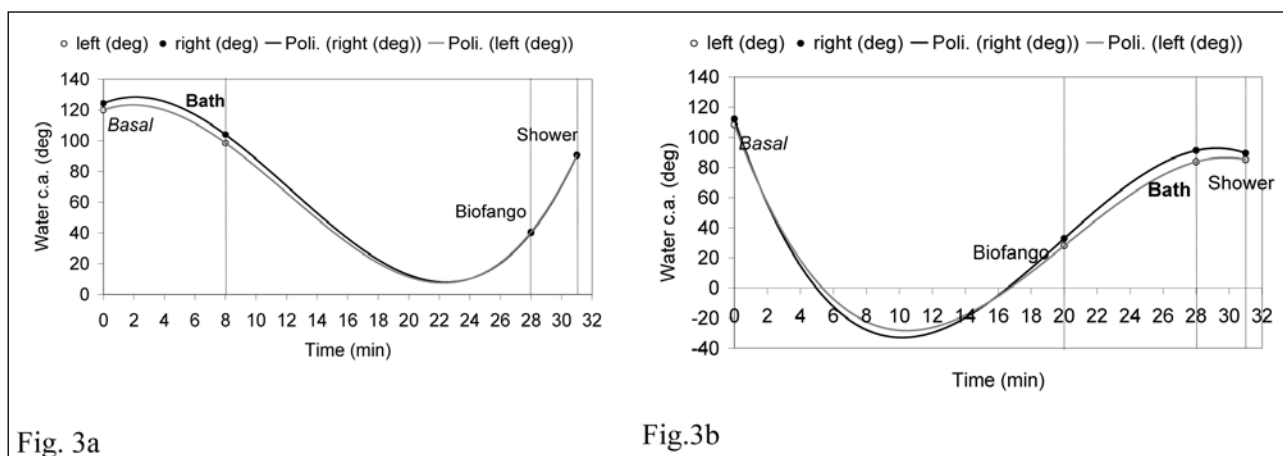 ○ left (deg) ● right (deg) — Poli. (right (deg)) — Poli. (left (deg))
Water c.a. (deg)
140
120
100
80
60
40
20
0
Basal
Bath
Biofango
Shower
0 2 4 6 8 10 12 14 16 18 20 22 24 26 28 30 32
Time (min)
Fig. 3a
○ left (deg) ● right (deg) — Poli. (right (deg)) — Poli. (left (deg))
Water c.a. (deg)
140
120
100
80
60
40
20
0
-20
-40
Basal
Biofango
Bath
Shower
0 2 4 6 8 10 12 14 16 18 20 22 24 26 28 30 32
Time (min)
Fig.3b